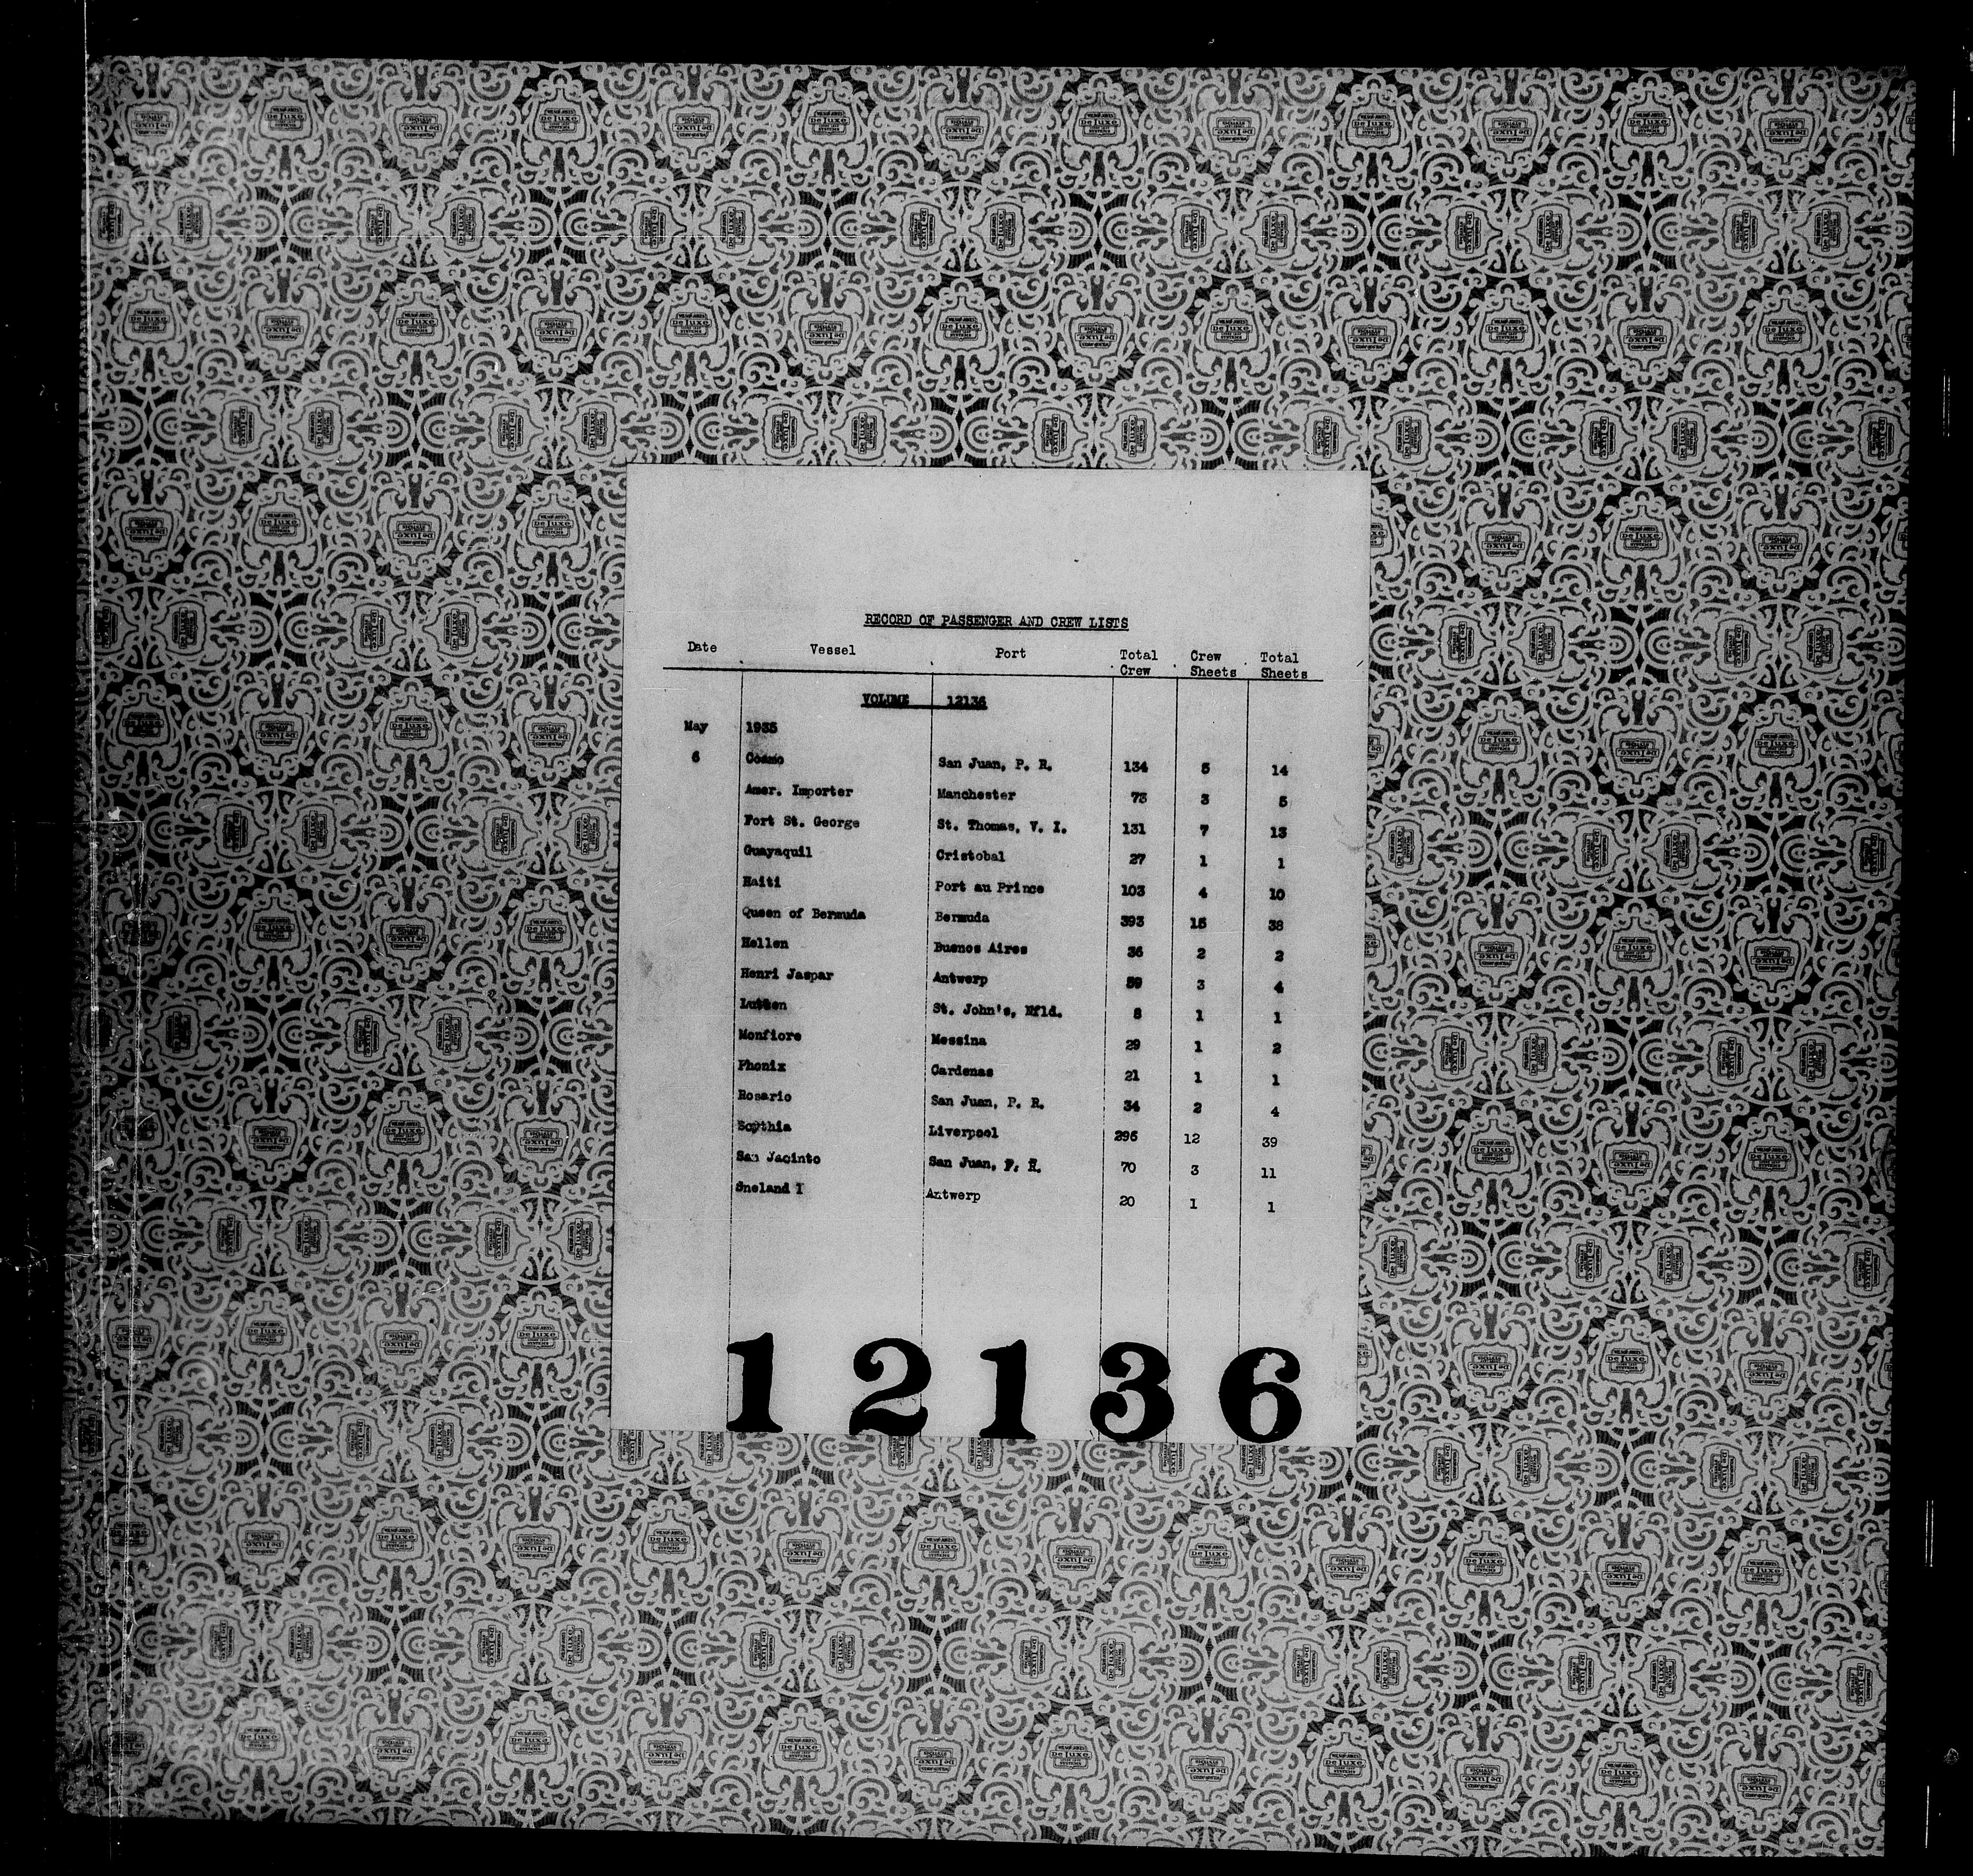 RECORD OF PASSENGER AND CREW LISTS
Date Vessel Port Total Crew Crew Sheets Total Sheets
VOLUME 12136
May 1935
6 Coamo San Juan, P. R. 134 5 14
Amer. Importer Manchester 73 3 5
Fort St. George St. Thomas, V. I. 131 7 13
Guayaquil Cristobal 27 1 1
Haiti Port au Prince 103 4 10
Queen of Bermuda Bermuda 393 15 38
Hellen Buenos Aires 36 2 2
Henri Jaspar Antwerp 59 3 4
Lutzen St. John's, Nfld. 8 1 1
Monfiore Messina 29 1 2
Phonix Cardenas 21 1 1
Rosario San Juan, P. R. 34 2 4
Scythia Liverpool 296 12 39
San Jacinto San Juan, P. R. 70 3 11
Sneland I Antwerp 20 1 1
12136